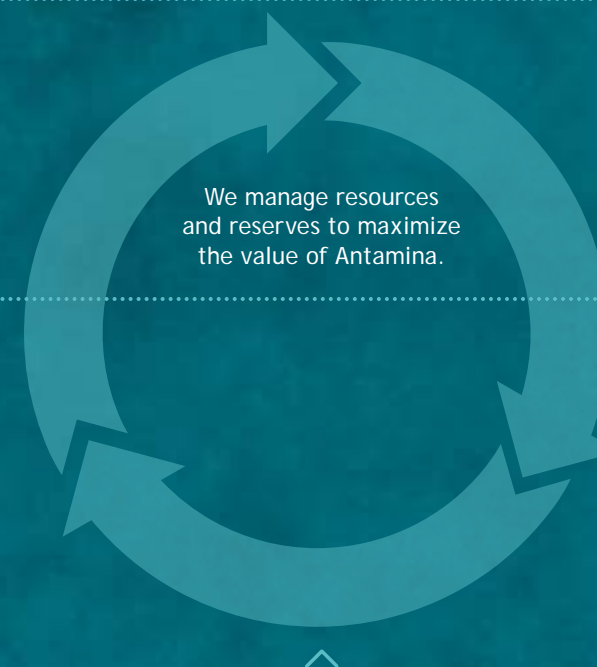 We manage resources
and reserves to maximize
the value of Antamina.